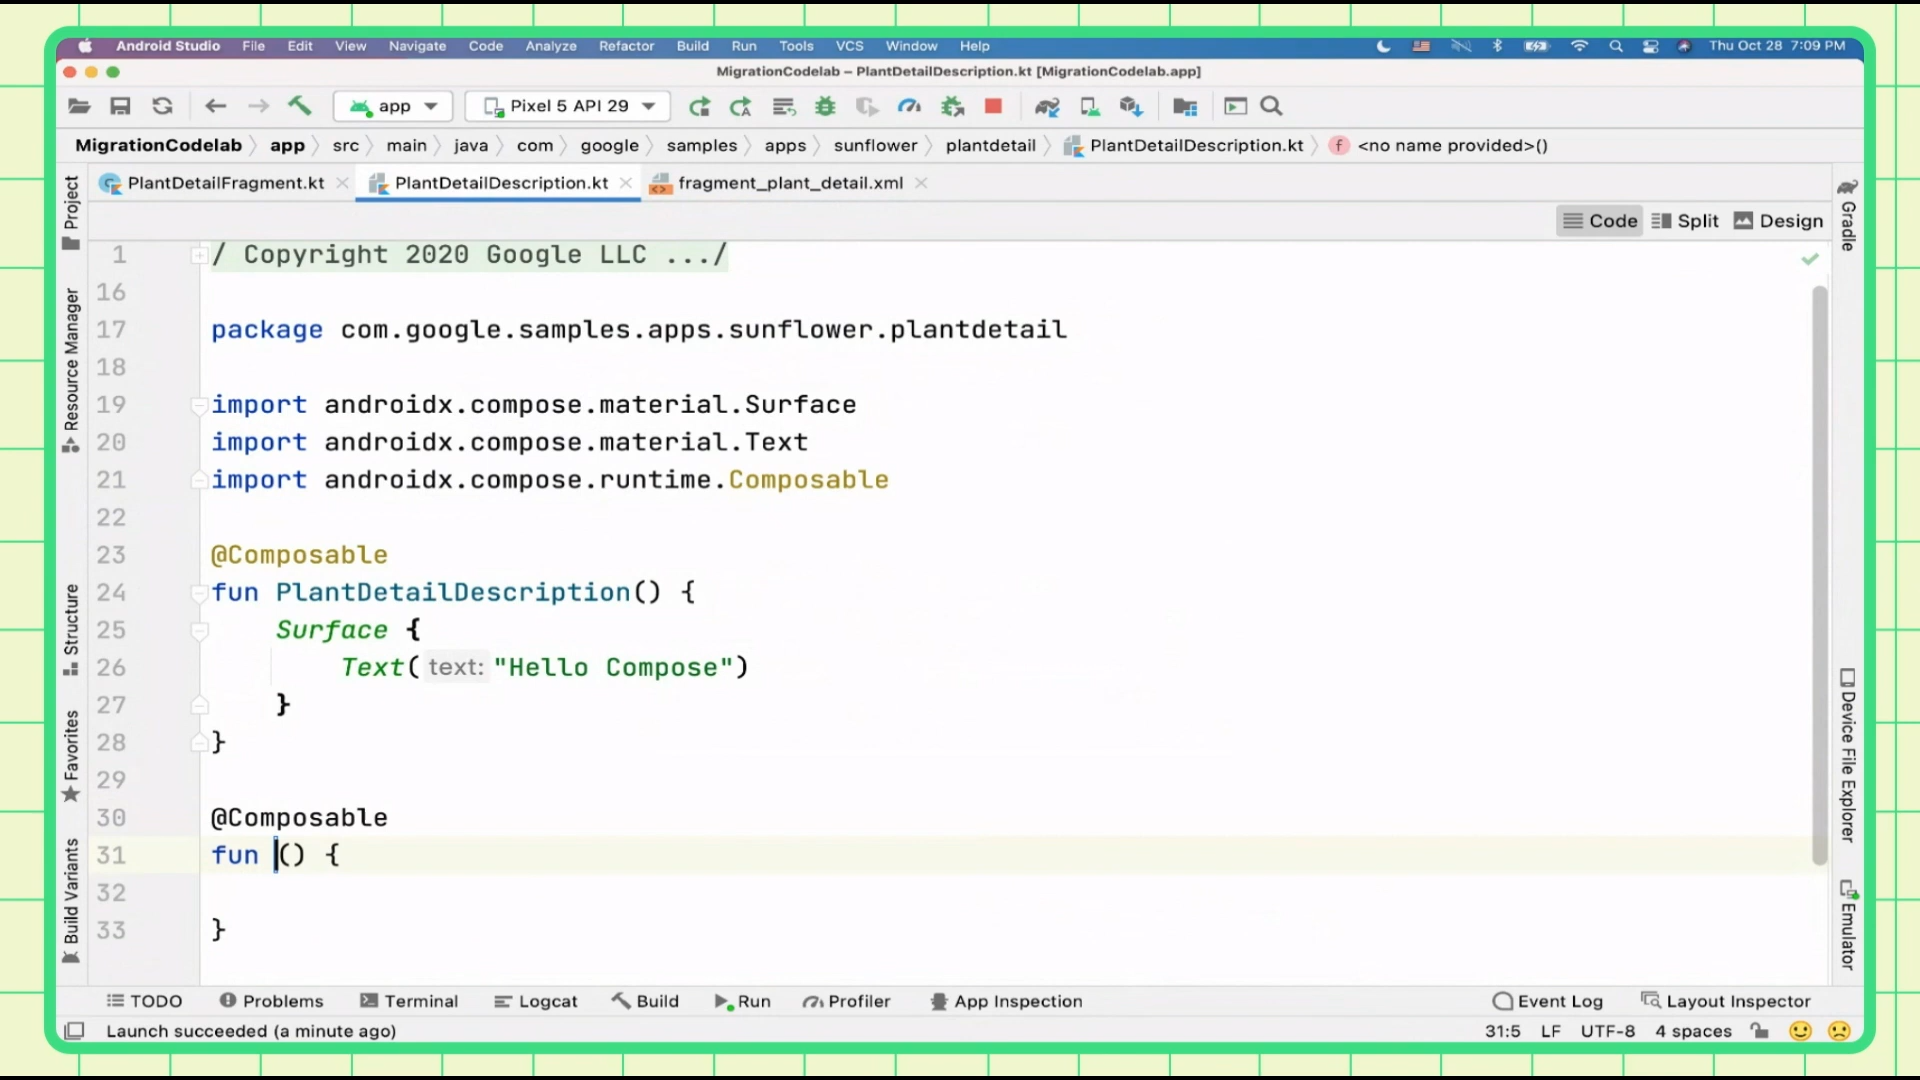 Android Studio File Edit View Navigate Code Analyze Refactor Build Run Tools VCS Window Help Thu Oct 28 7:09 PM
MigrationCodelab – PlantDetailDescription.kt [MigrationCodelab.app]
app Pixel 5 API 29
MigrationCodelab app src main java com google samples apps sunflower plantdetail PlantDetailDescription.kt f <no name provided>()
PlantDetailFragment.kt PlantDetailDescription.kt fragment_plant_detail.xml
Code Split Design
Project
Resource Manager
Structure
Favorites
Build Variants
1 / Copyright 2020 Google LLC .../
16
17 package com.google.samples.apps.sunflower.plantdetail
18
19 import androidx.compose.material.Surface
20 import androidx.compose.material.Text
21 import androidx.compose.runtime.Composable
22
23 @Composable
24 fun PlantDetailDescription() {
25 Surface {
26 Text( text: "Hello Compose")
27 }
28 }
29
30 @Composable
31 fun () {
32
33 }
Gradle
Device File Explorer
Emulator
TODO Problems Terminal Logcat Build Run Profiler App Inspection Event Log Layout Inspector
Launch succeeded (a minute ago) 31:5 LF UTF-8 4 spaces